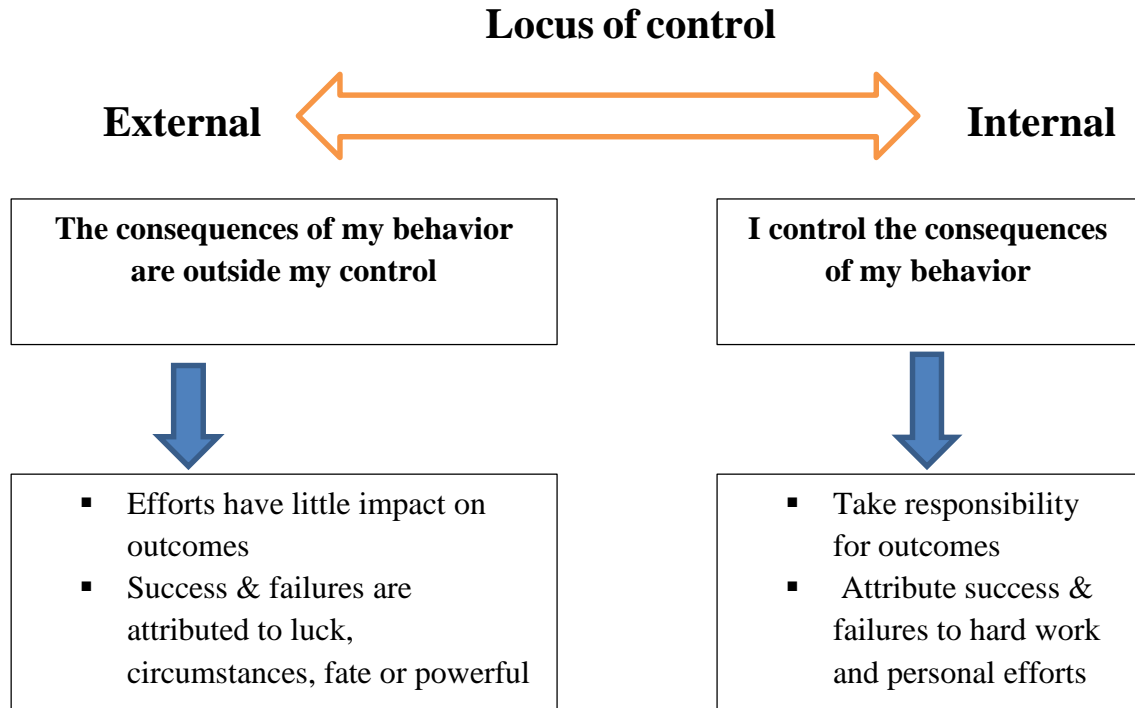 Locus of control
External
Internal
The consequences of my behavior
are outside my control
I control the consequences
of my behavior
▪ Efforts have little impact on
outcomes
▪ Success & failures are
attributed to luck,
circumstances, fate or powerful
▪ Take responsibility
for outcomes
▪ Attribute success &
failures to hard work
and personal efforts